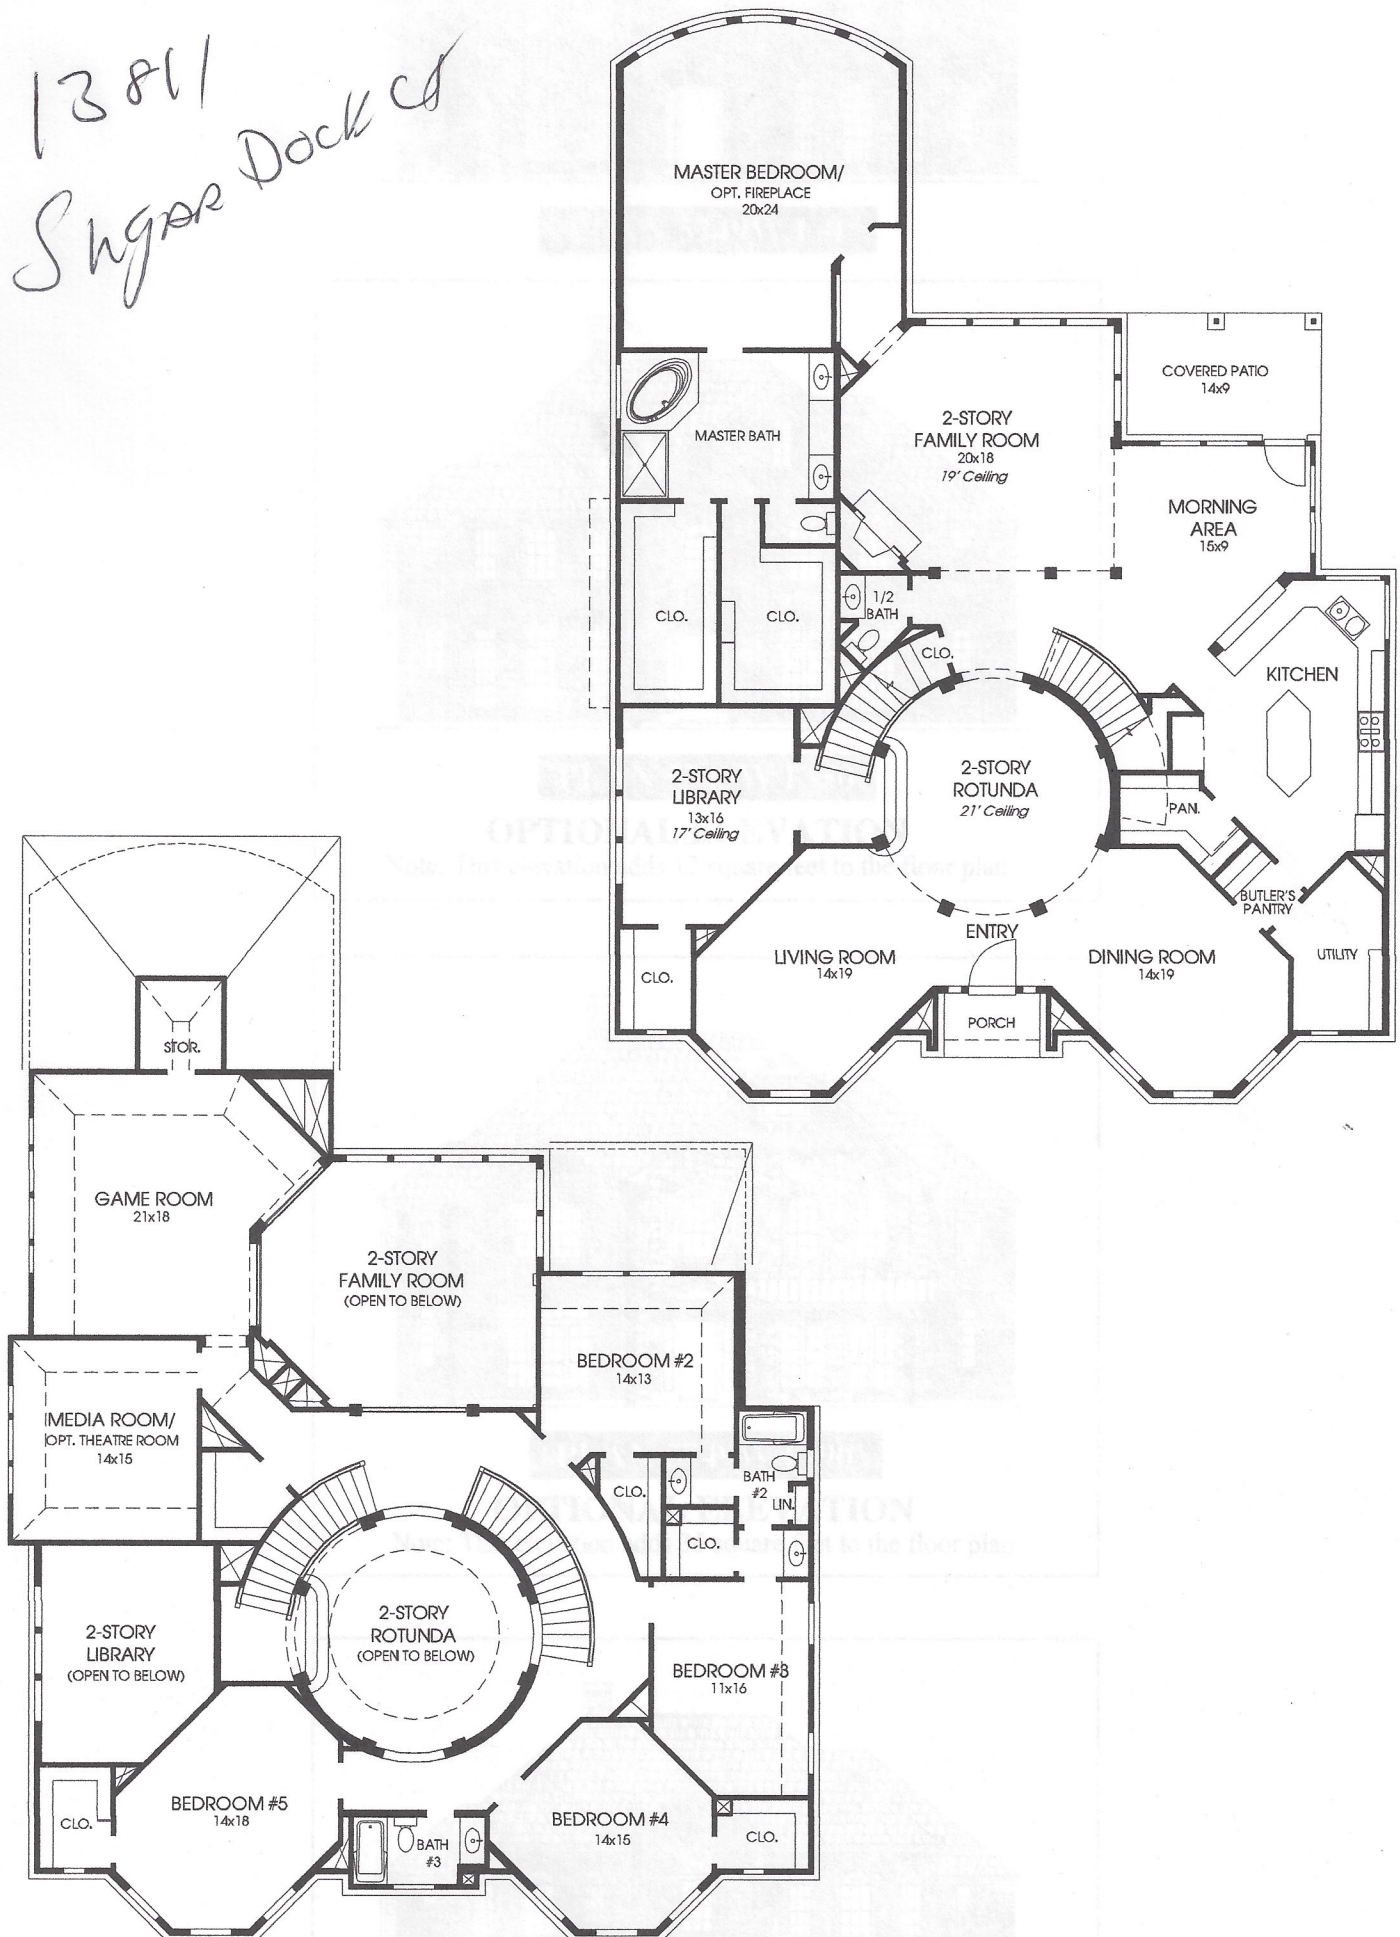 13811
Sugar Dock Ct
MASTER BEDROOM/
OPT. FIREPLACE
20x24
COVERED PATIO
14x9
2-STORY
FAMILY ROOM
20x18
19' Ceiling
MASTER BATH
MORNING
AREA
15x9
1/2
BATH
CLO.
CLO.
CLO.
KITCHEN
2-STORY
LIBRARY
13x16
17' Ceiling
2-STORY
ROTUNDA
21' Ceiling
PAN.
BUTLER'S
PANTRY
ENTRY
LIVING ROOM
14x19
DINING ROOM
14x19
UTILITY
CLO.
PORCH
STOR.
GAME ROOM
21x18
2-STORY
FAMILY ROOM
(OPEN TO BELOW)
BEDROOM #2
14x13
MEDIA ROOM/
OPT. THEATRE ROOM
14x15
BATH
#2
CLO.
LIN.
CLO.
2-STORY
LIBRARY
(OPEN TO BELOW)
2-STORY
ROTUNDA
(OPEN TO BELOW)
BEDROOM #3
11x16
BEDROOM #5
14x18
BEDROOM #4
14x15
CLO.
BATH
#3
CLO.